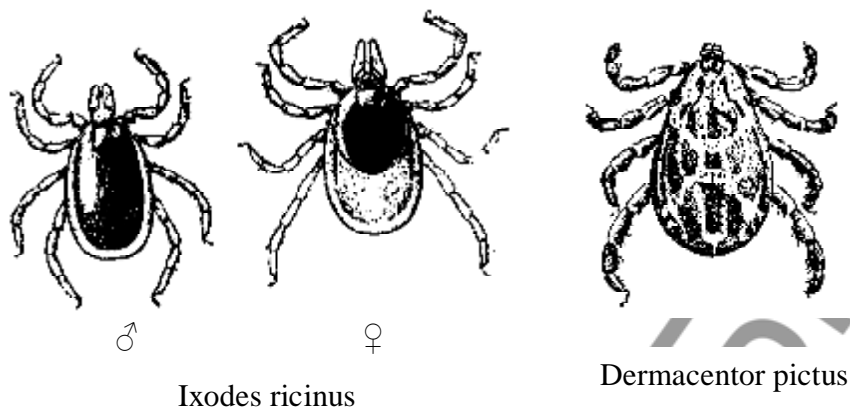 ♂ ♀
Ixodes ricinus
Dermacentor pictus